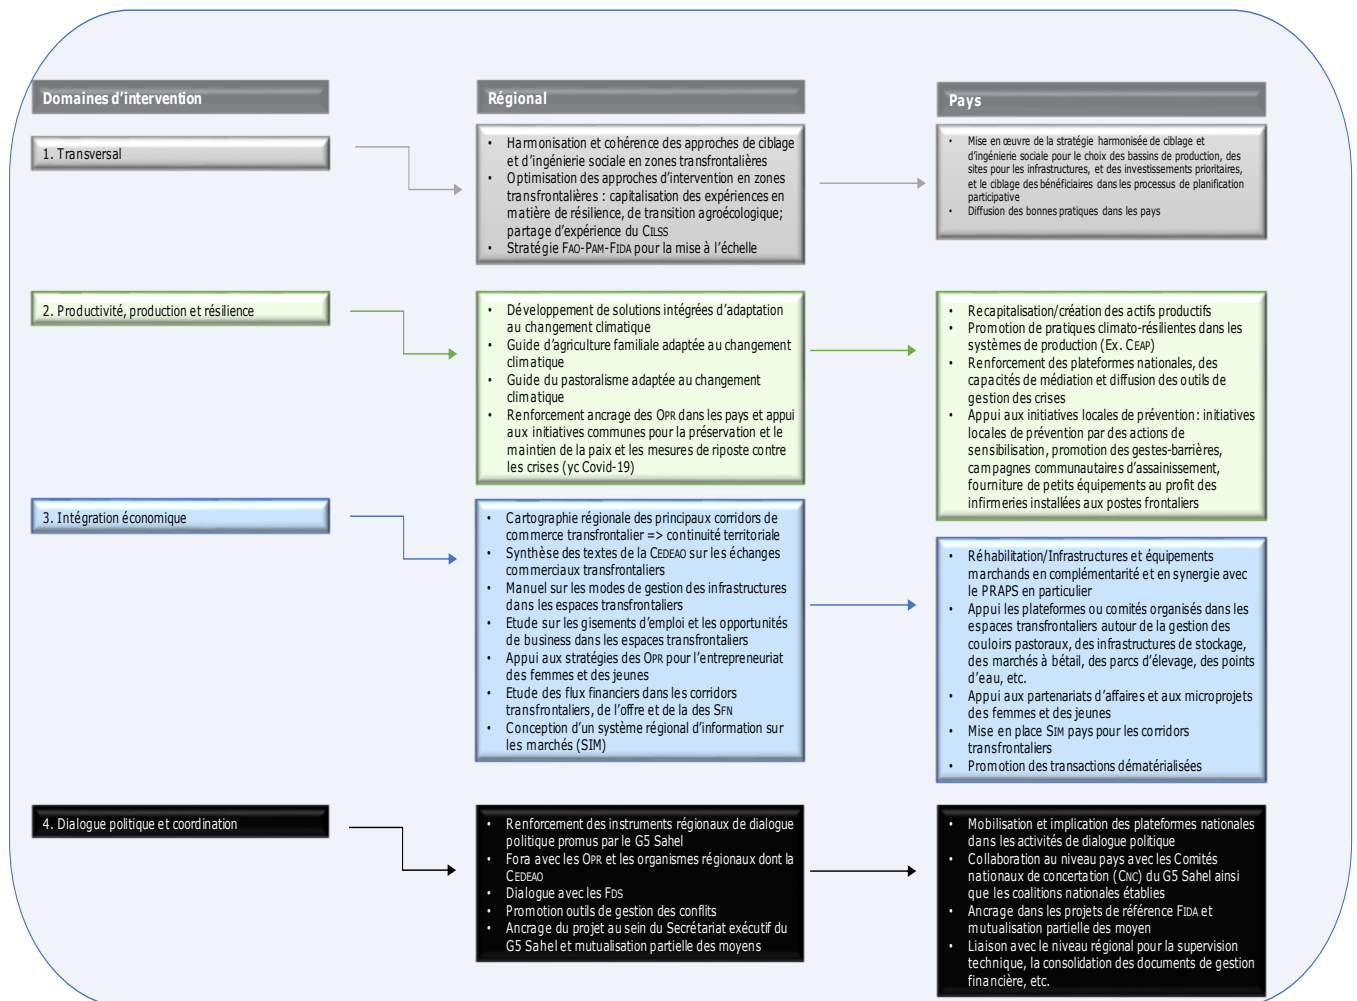 Domaines d'intervention
Régional
Pays
1. Transversal
• Harmonisation et cohérence des approches de ciblage
et d'ingénierie sociale en zones transfrontalières
• Optimisation des approches d'intervention en zones
transfrontalières : capitalisation des expériences en
matière de résilience, de transition agroécologique;
partage d'expérience du CILSS
• Stratégie FAO-PAM-FIDA pour la mise à l'échelle
• Mise en œuvre de la stratégie harmonisée de ciblage et
d'ingénierie sociale pour le choix des bassins de production, des
sites pour les infrastructures, et des investissements prioritaires,
et le ciblage des bénéficiaires dans les processus de planification
participative
• Diffusion des bonnes pratiques dans les pays
2. Productivité, production et résilience
• Développement de solutions intégrées d'adaptation
au changement climatique
• Guide d'agriculture familiale adaptée au changement
climatique
• Guide du pastoralisme adaptée au changement
climatique
• Renforcement ancrage des OPR dans les pays et appui
aux initiatives communes pour la préservation et le
maintien de la paix et les mesures de riposte contre
les crises (yc Covid-19)
• Recapitalisation/création des actifs productifs
• Promotion de pratiques climato-résilientes dans les
systèmes de production (Ex. CEAP)
• Renforcement des plateformes nationales, des
capacités de médiation et diffusion des outils de
gestion des crises
• Appui aux initiatives locales de prévention : initiatives
locales de prévention par des actions de
sensibilisation, promotion des gestes-barrières,
campagnes communautaires d'assainissement,
fourniture de petits équipements au profit des
infirmeries installées aux postes frontaliers
3. Intégration économique
• Cartographie régionale des principaux corridors de
commerce transfrontalier => continuité territoriale
• Synthèse des textes de la CEDEAO sur les échanges
commerciaux transfrontaliers
• Manuel sur les modes de gestion des infrastructures
dans les espaces transfrontaliers
• Etude sur les gisements d'emploi et les opportunités
de business dans les espaces transfrontaliers
• Appui aux stratégies des OPR pour l'entrepreneuriat
des femmes et des jeunes
• Etude des flux financiers dans les corridors
transfrontaliers, de l'offre et de la des SFN
• Conception d'un système régional d'information sur
les marchés (SIM)
• Réhabilitation/Infrastructures et équipements
marchands en complémentarité et en synergie avec
le PRAPS en particulier
• Appui les plateformes ou comités organisés dans les
espaces transfrontaliers autour de la gestion des
couloirs pastoraux, des infrastructures de stockage,
des marchés à bétail, des parcs d'élevage, des points
d'eau, etc.
• Appui aux partenariats d'affaires et aux microprojets
des femmes et des jeunes
• Mise en place SIM pays pour les corridors
transfrontaliers
• Promotion des transactions dématérialisées
4. Dialogue politique et coordination
• Renforcement des instruments régionaux de dialogue
politique promus par le G5 Sahel
• Fora avec les OPR et les organismes régionaux dont la
CEDEAO
• Dialogue avec les FDS
• Promotion outils de gestion des conflits
• Ancrage du projet au sein du Secrétariat exécutif du
G5 Sahel et mutualisation partielle des moyens
• Mobilisation et implication des plateformes nationales
dans les activités de dialogue politique
• Collaboration au niveau pays avec les Comités
nationaux de concertation (CNC) du G5 Sahel ainsi
que les coalitions nationales établies
• Ancrage dans les projets de référence FIDA et
mutualisation partielle des moyen
• Liaison avec le niveau régional pour la supervision
technique, la consolidation des documents de gestion
financière, etc.